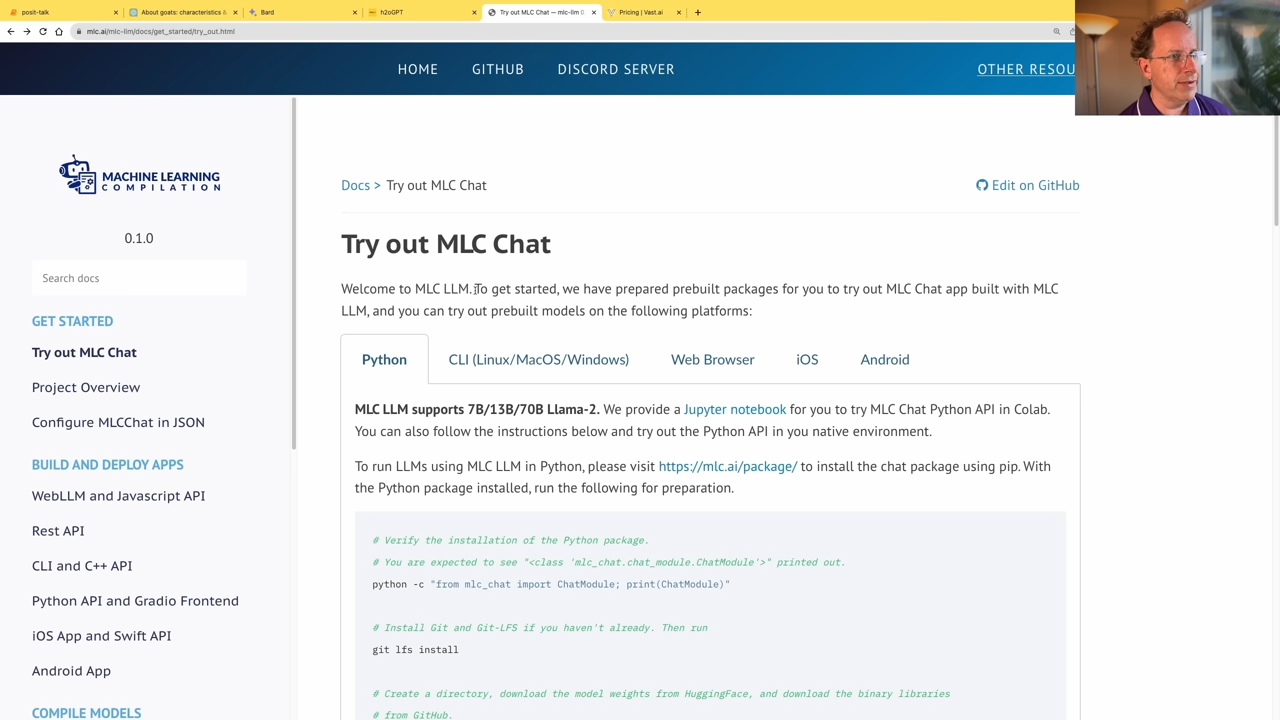 posit-talk
About goals: characteristics &
Bard
h2oGPT
Try out MLC Chat — mlc-llm 0
Pricing | Vast.ai
mlc.ai/mlc-llm/docs/get_started/try_out.html
HOME
GITHUB
DISCORD SERVER
OTHER RESOU
MACHINE LEARNING
COMPILATION
0.1.0
Search docs
GET STARTED
Try out MLC Chat
Project Overview
Configure MLCChat in JSON
BUILD AND DEPLOY APPS
WebLLM and Javascript API
Rest API
CLI and C++ API
Python API and Gradio Frontend
iOS App and Swift API
Android App
COMPILE MODELS
Docs > Try out MLC Chat
Edit on GitHub
Try out MLC Chat
Welcome to MLC LLM. To get started, we have prepared prebuilt packages for you to try out MLC Chat app built with MLC
LLM, and you can try out prebuilt models on the following platforms:
Python
CLI (Linux/MacOS/Windows)
Web Browser
iOS
Android
MLC LLM supports 7B/13B/70B Llama-2. We provide a Jupyter notebook for you to try MLC Chat Python API in Colab.
You can also follow the instructions below and try out the Python API in you native environment.
To run LLMs using MLC LLM in Python, please visit https://mlc.ai/package/ to install the chat package using pip. With
the Python package installed, run the following for preparation.
# Verify the installation of the Python package.
# You are expected to see "<class 'mlc_chat.chat_module.ChatModule'>" printed out.
python -c "from mlc_chat import ChatModule; print(ChatModule)"
# Install Git and Git-LFS if you haven't already. Then run
git lfs install
# Create a directory, download the model weights from HuggingFace, and download the binary libraries
# from GitHub.